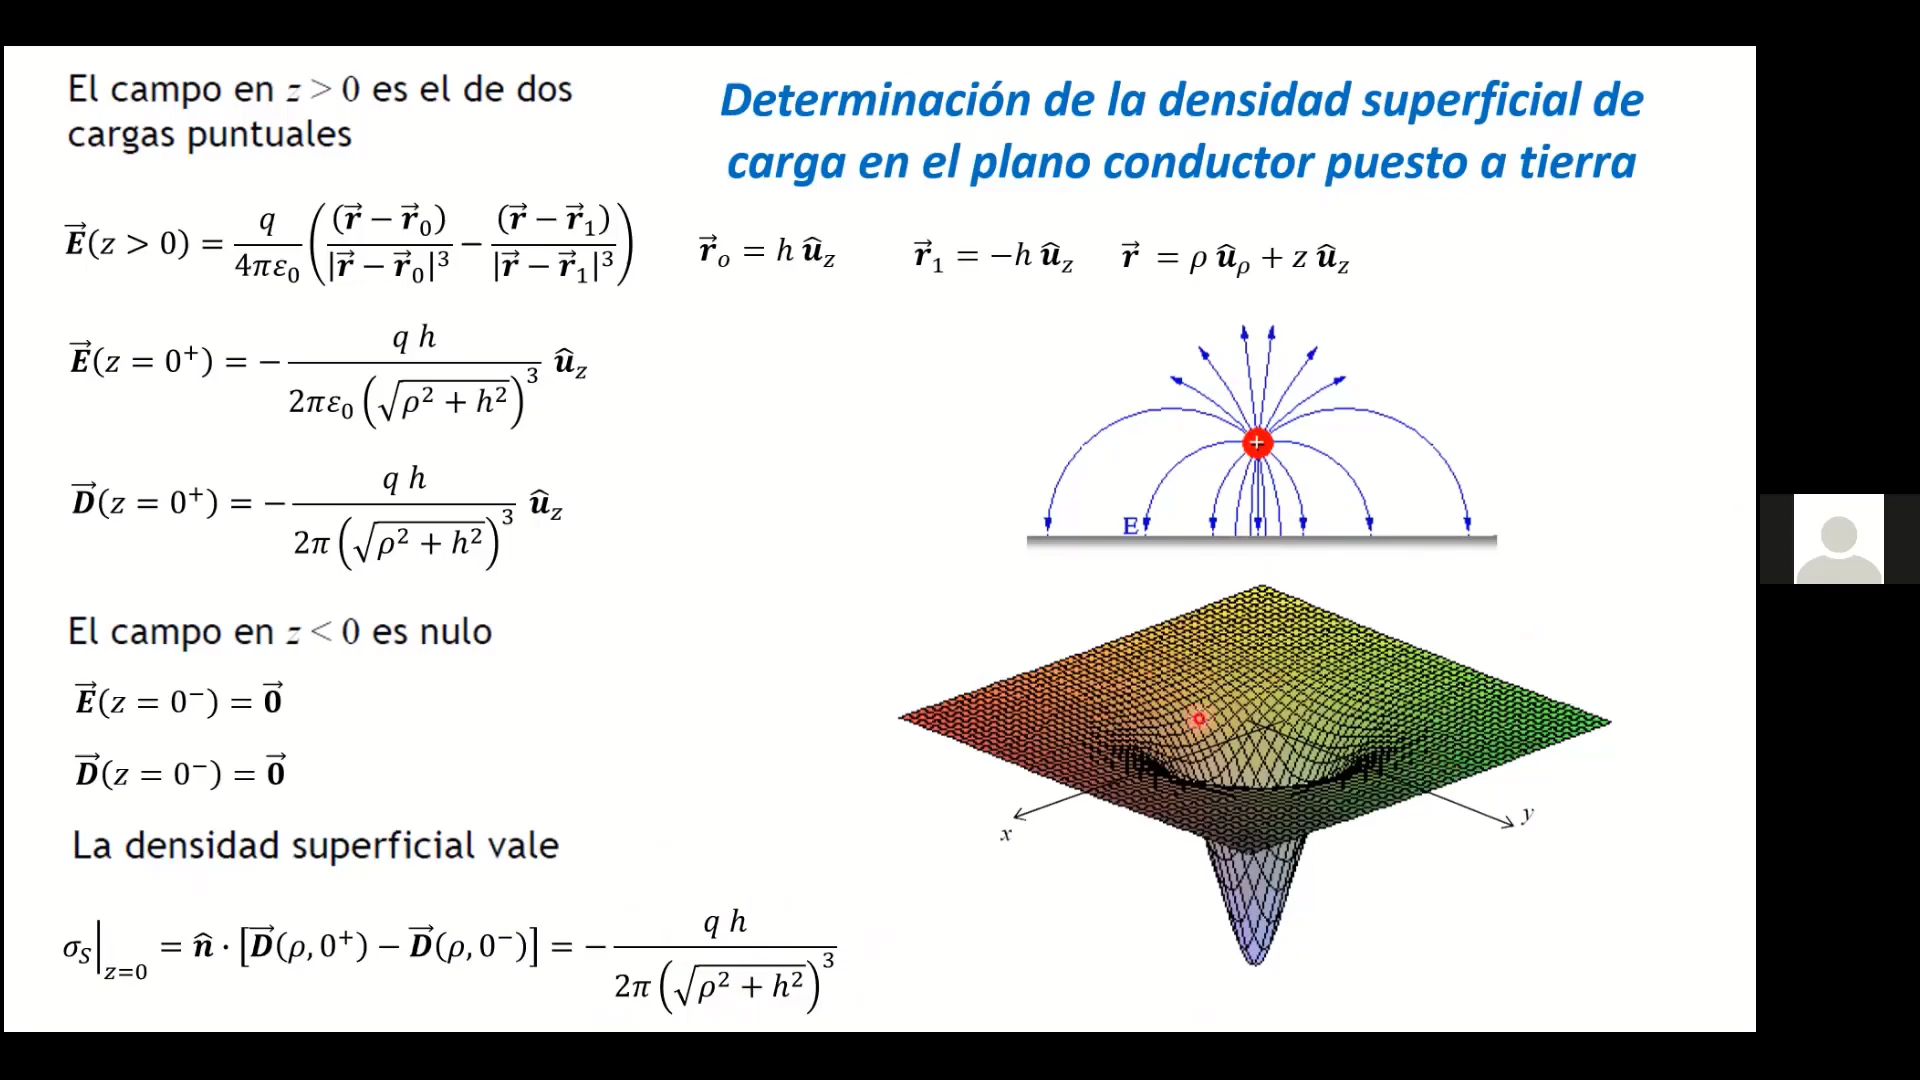 El campo en z > 0 es el de dos
cargas puntuales
Determinación de la densidad superficial de
carga en el plano conductor puesto a tierra
E⃗(z > 0) = q/(4πε₀) ( (r⃗ − r⃗₀)/|r⃗ − r⃗₀|³ − (r⃗ − r⃗₁)/|r⃗ − r⃗₁|³ )
r⃗ₒ = h û_z    r⃗₁ = −h û_z    r⃗ = ρ û_ρ + z û_z
E⃗(z = 0⁺) = − q h / (2πε₀ (√(ρ² + h²))³) û_z
D⃗(z = 0⁺) = − q h / (2π (√(ρ² + h²))³) û_z
+
E
El campo en z < 0 es nulo
E⃗(z = 0⁻) = 0⃗
D⃗(z = 0⁻) = 0⃗
x
y
La densidad superficial vale
σ_S|_{z=0} = n̂ · [D⃗(ρ, 0⁺) − D⃗(ρ, 0⁻)] = − q h / (2π (√(ρ² + h²))³)